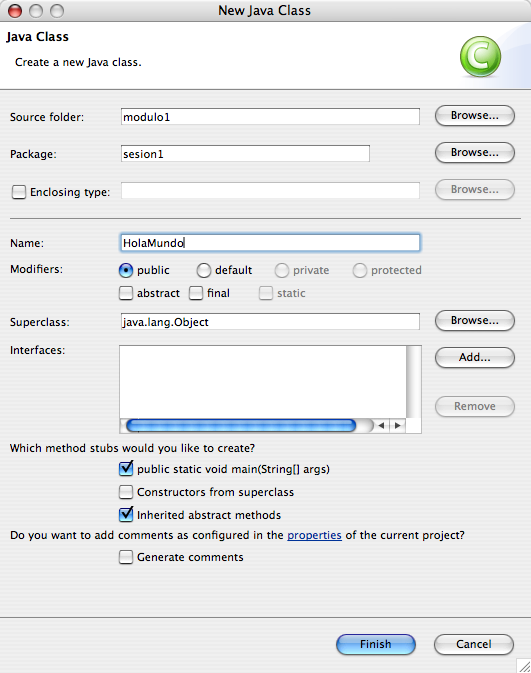 New Java Class
Java Class
Create a new Java class.
C
Source folder: modulo1 Browse...
Package: sesion1 Browse...
Enclosing type: Browse...
Name: HolaMundo
Modifiers: public default private protected
abstract final static
Superclass: java.lang.Object Browse...
Interfaces: Add...
Remove
Which method stubs would you like to create?
public static void main(String[] args)
Constructors from superclass
Inherited abstract methods
Do you want to add comments as configured in the properties of the current project?
Generate comments
Finish Cancel